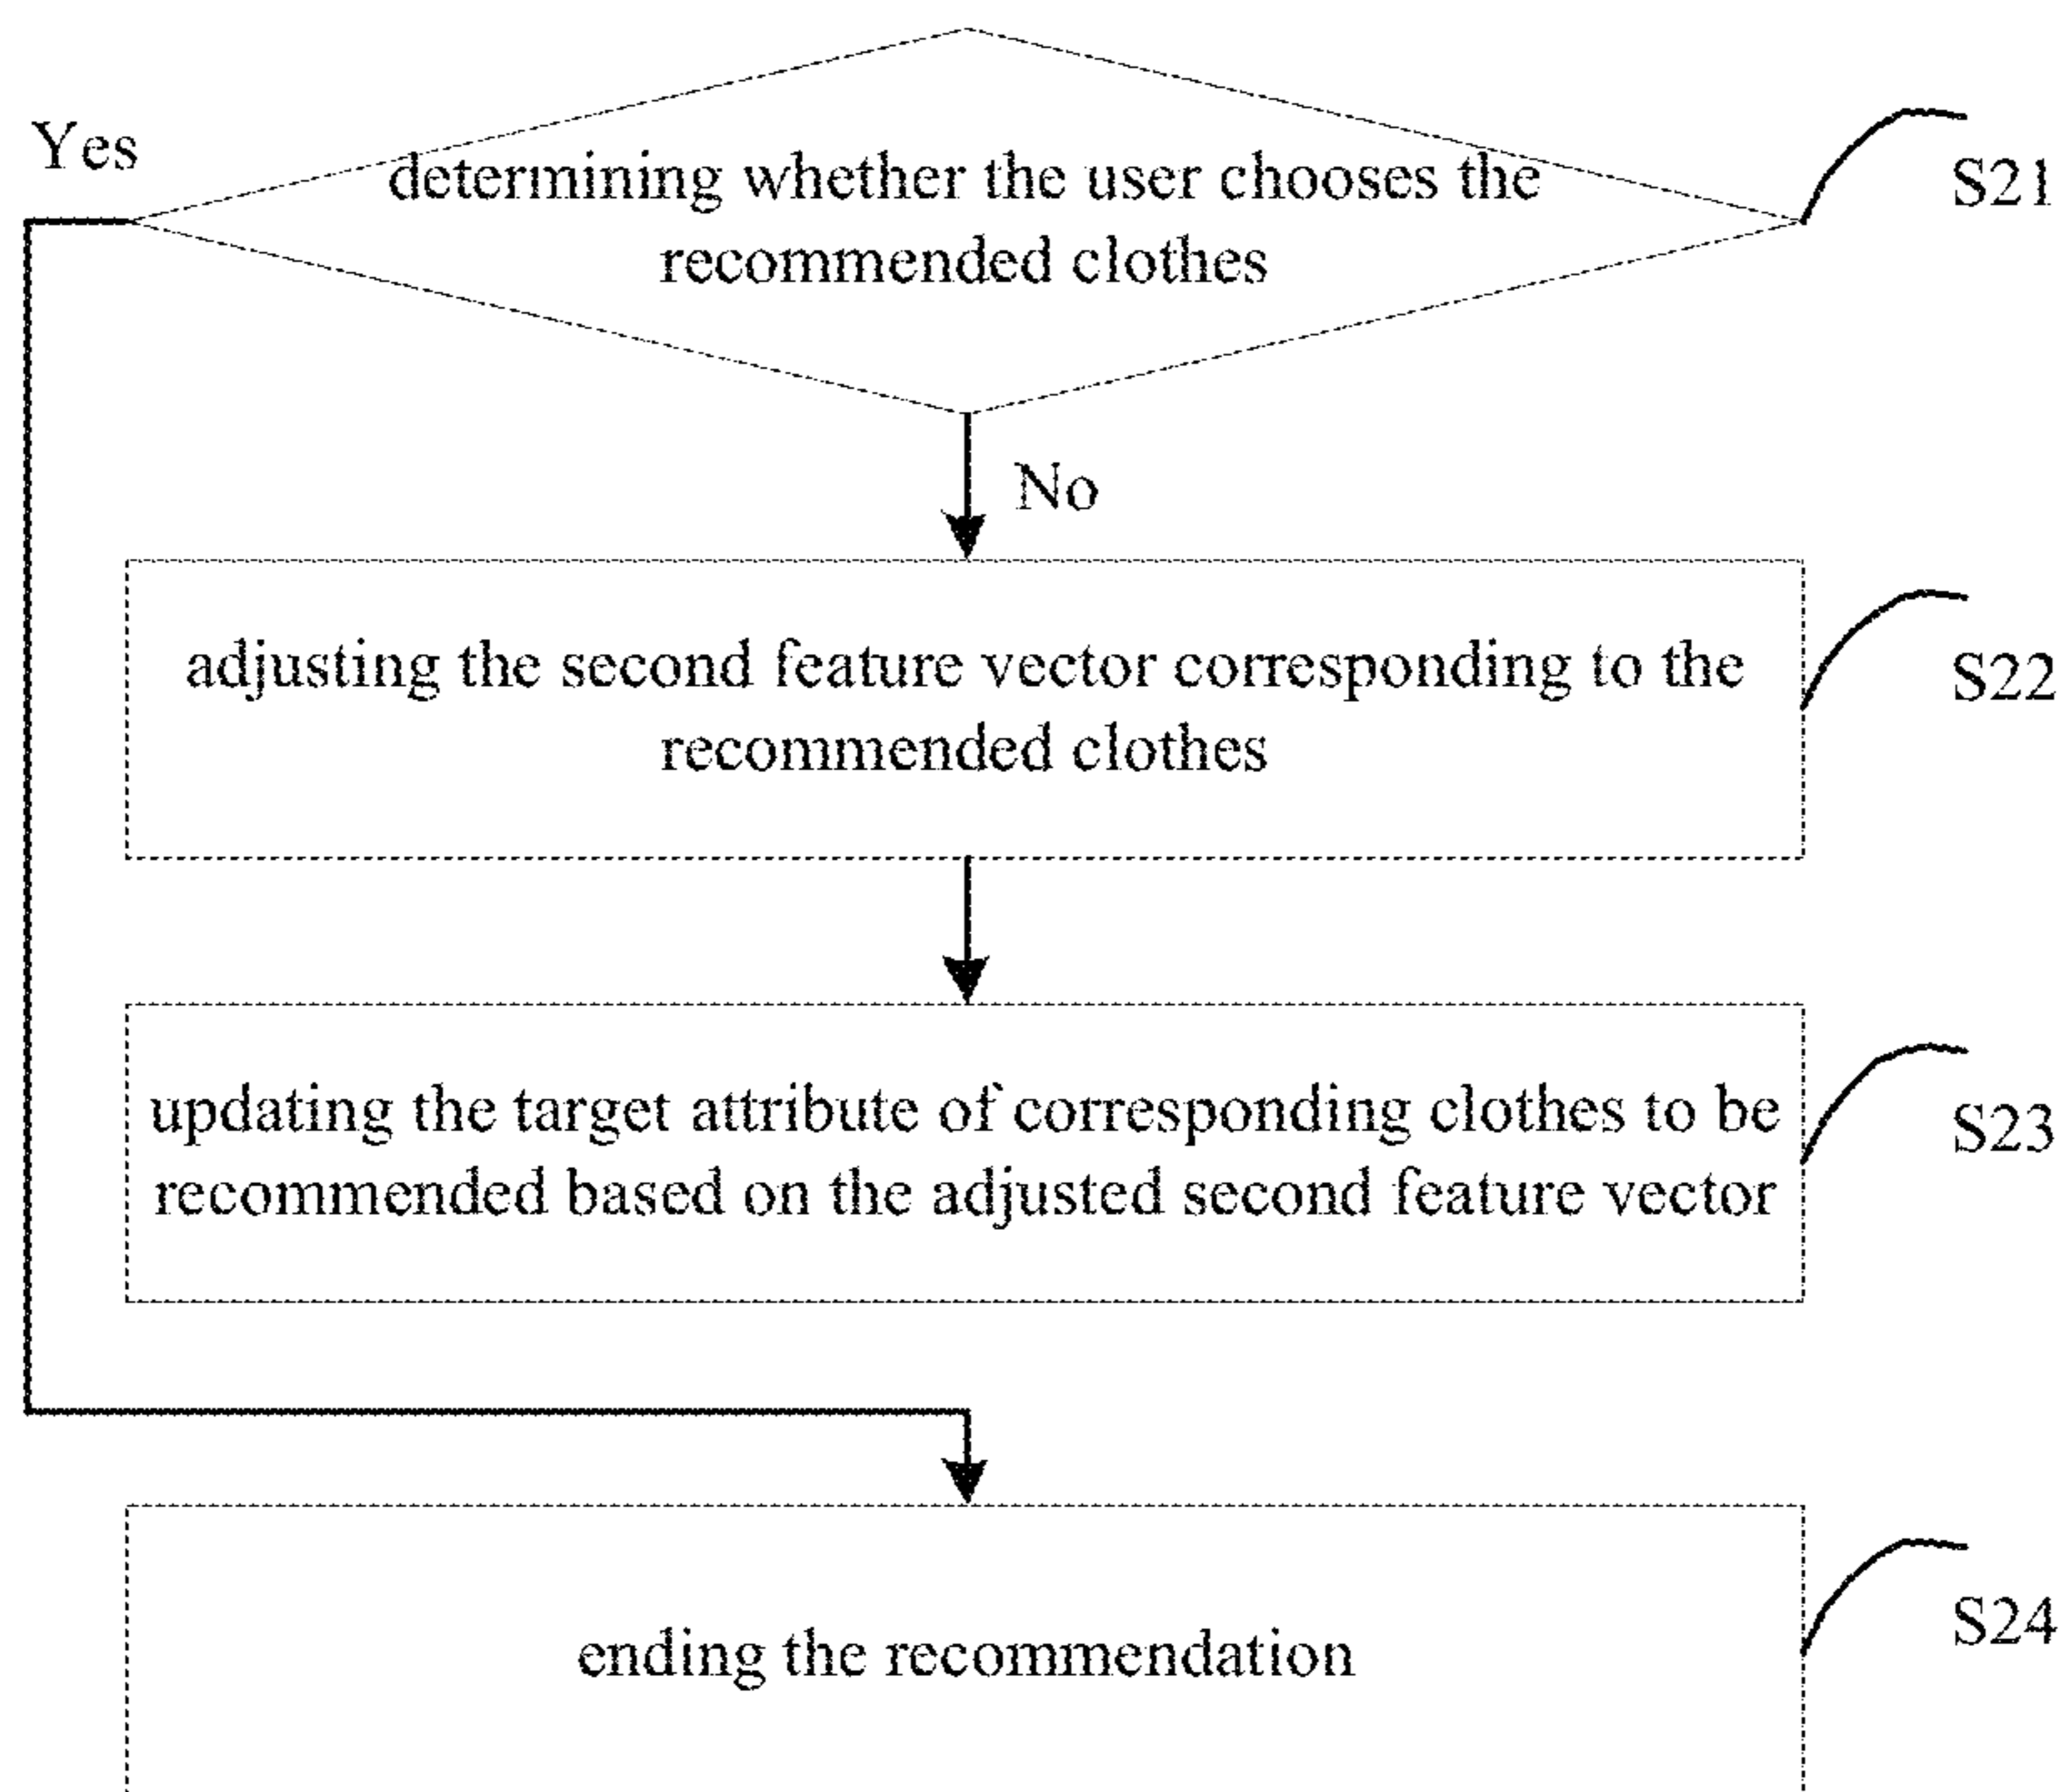 Yes
determining whether the user chooses the
recommended clothes
S21
No
adjusting the second feature vector corresponding to the
recommended clothes
S22
updating the target attribute of corresponding clothes to be
recommended based on the adjusted second feature vector
S23
ending the recommendation
S24